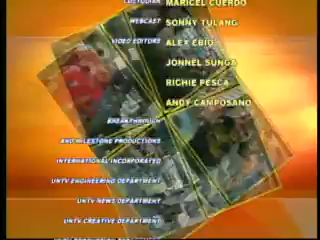 CUSTODIAN MARICEL CUERDO
WEBCAST SONNY TULANG
VIDEO EDITORS ALEX EBIO
JONNEL SUNGA
RICHIE PESCA
ANDY CAMPOSANO
BREAKTHROUGH
AND MILESTONE PRODUCTIONS
INTERNATIONAL INCORPORATED
UNTV ENGINEERING DEPARTMENT
UNTV NEWS DEPARTMENT
UNTV CREATIVE DEPARTMENT